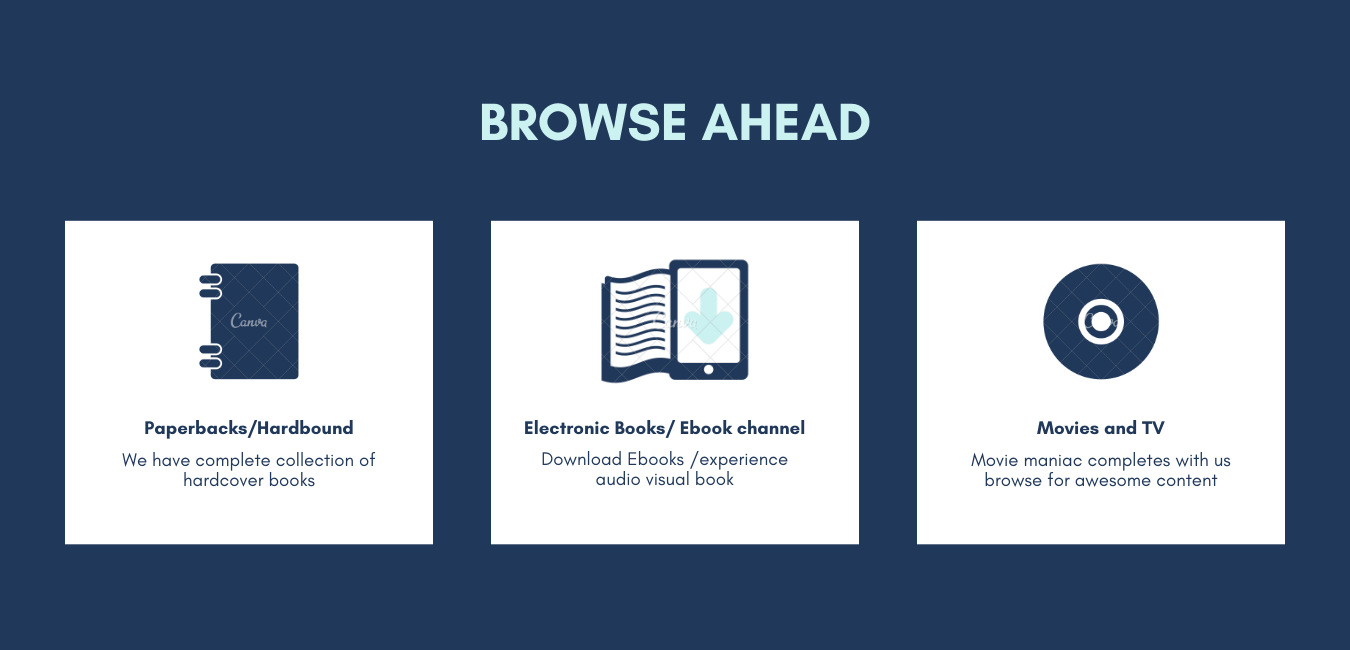 BROWSE AHEAD
Canva
Canva
Canva
Paperbacks/Hardbound
We have complete collection of
hardcover books
Electronic Books/ Ebook channel
Download Ebooks /experience
audio visual book
Movies and TV
Movie maniac completes with us
browse for awesome content